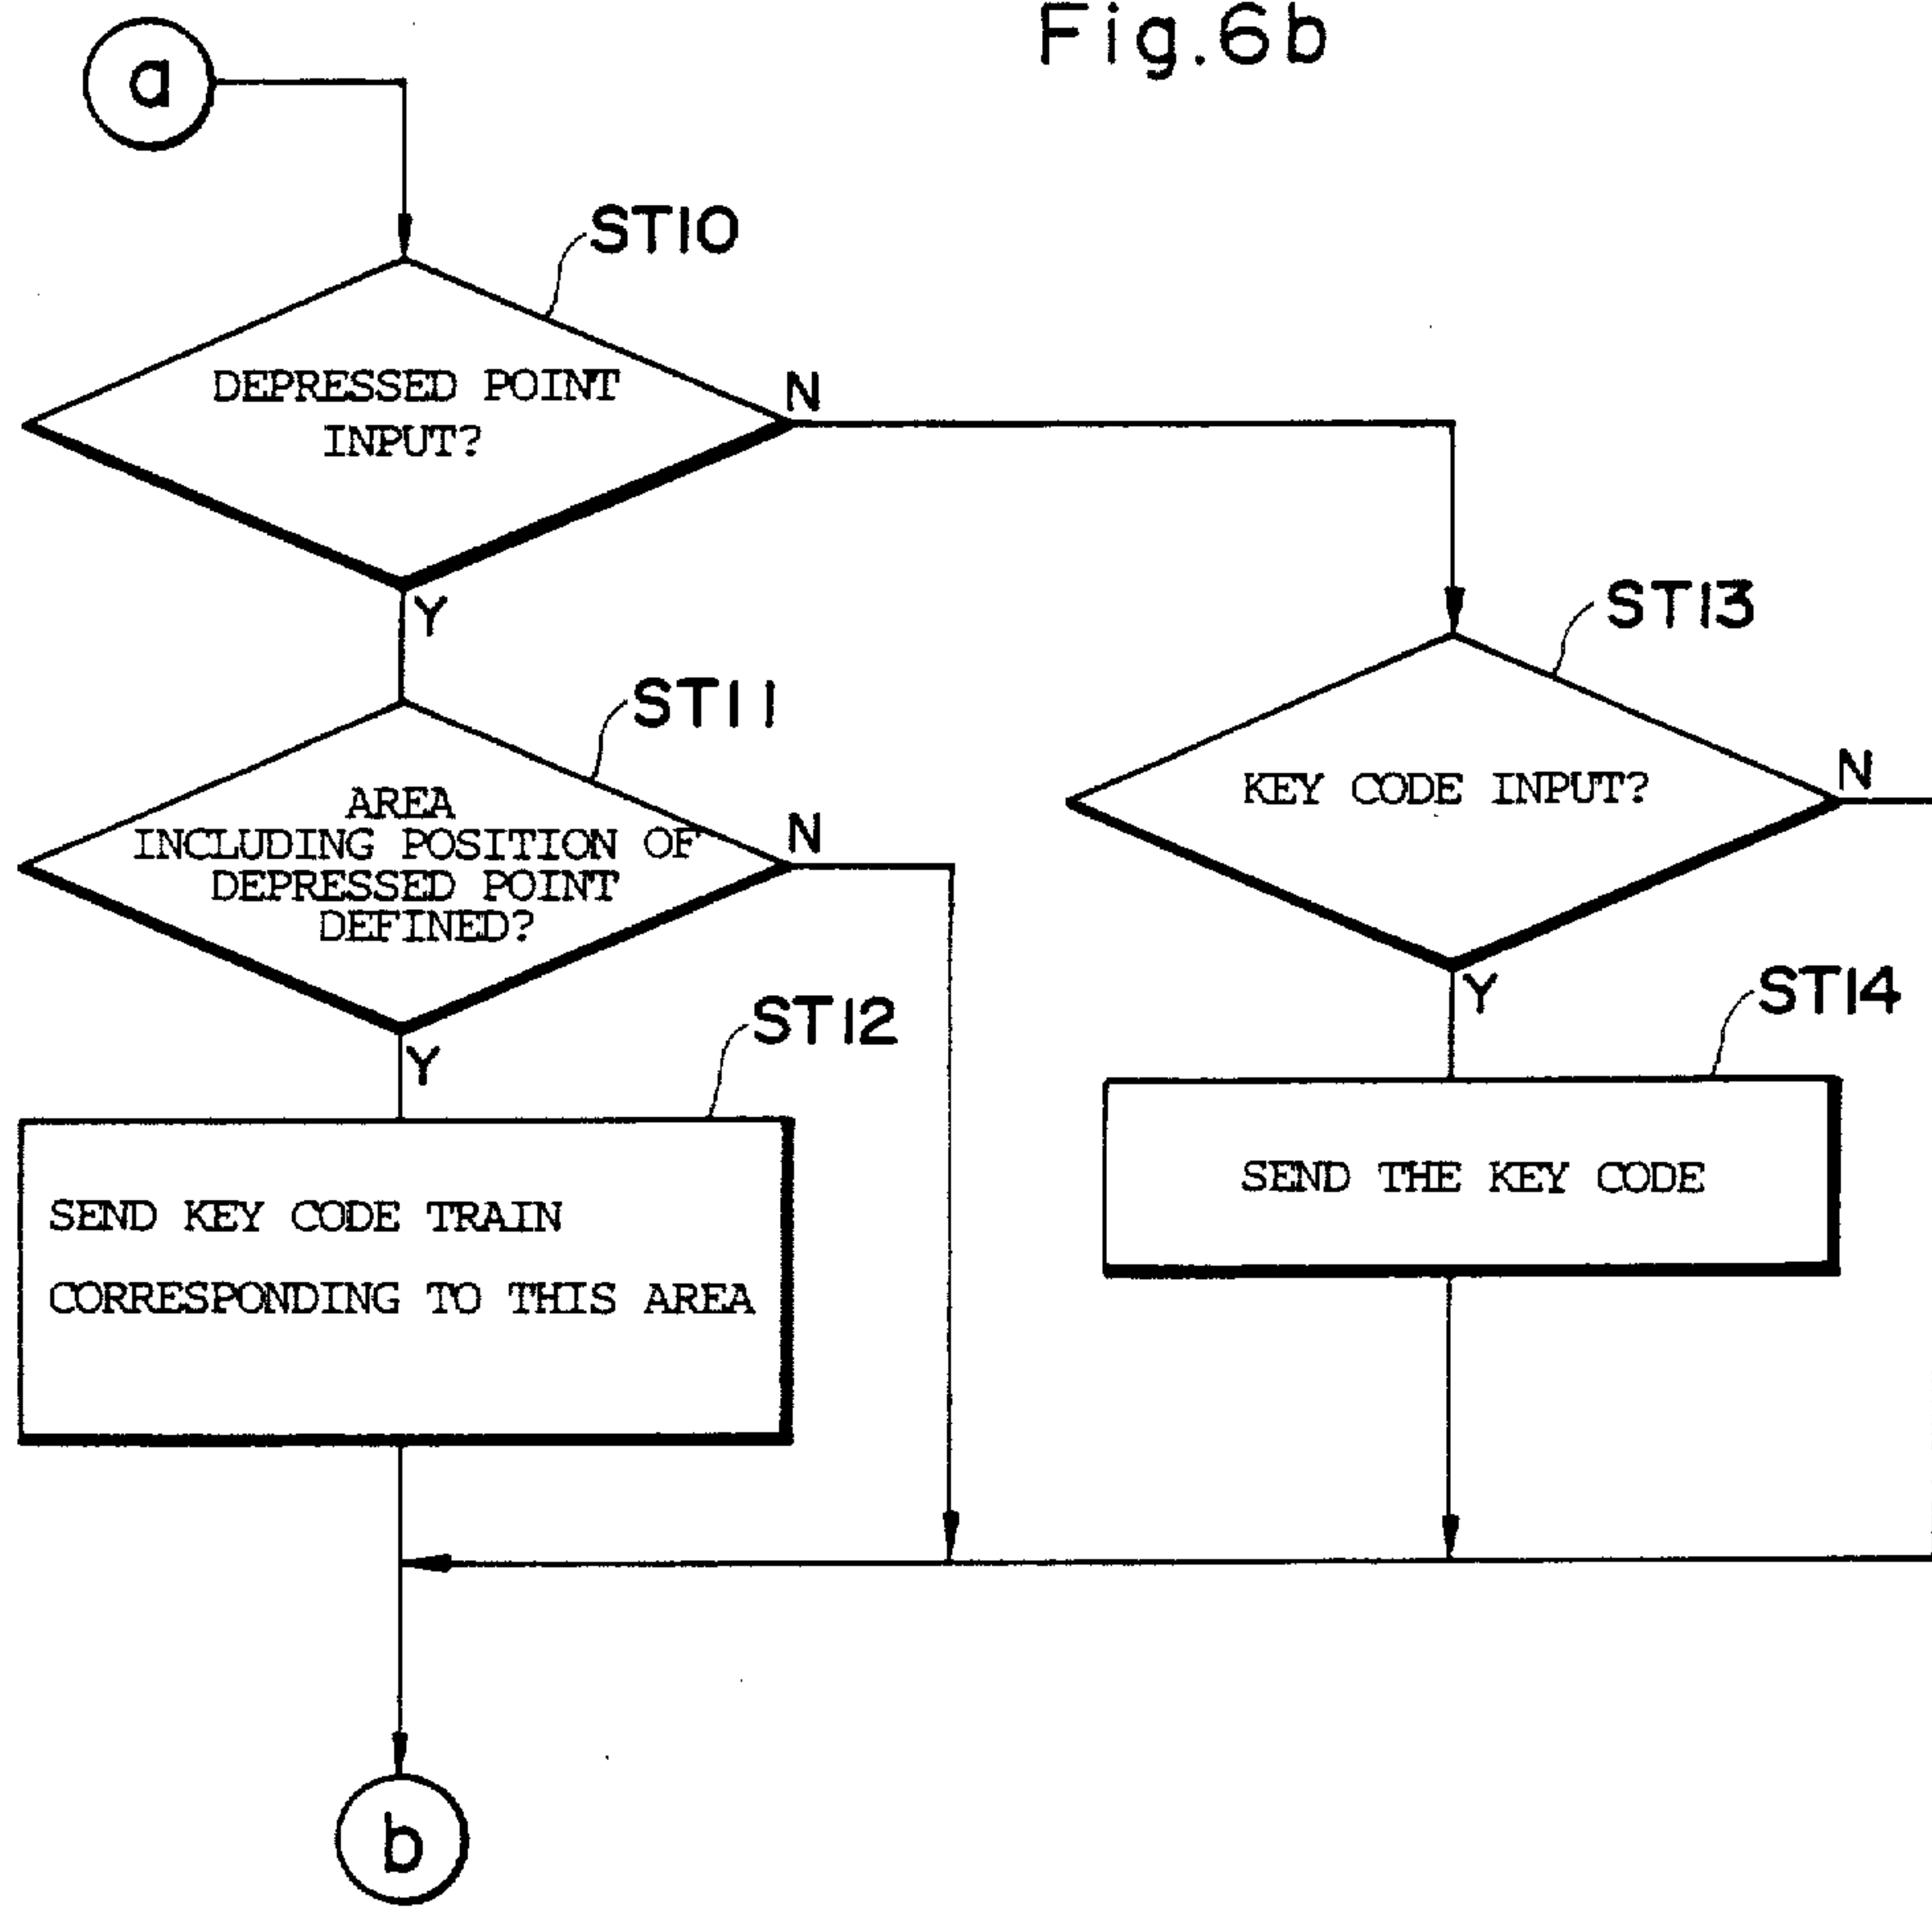 Fig.6b
a
ST10
DEPRESSED POINT
INPUT?
N
Y
ST11
AREA
INCLUDING POSITION OF
DEPRESSED POINT
DEFINED?
N
Y
ST12
SEND KEY CODE TRAIN
CORRESPONDING TO THIS AREA
ST13
KEY CODE INPUT?
N
Y
ST14
SEND THE KEY CODE
b